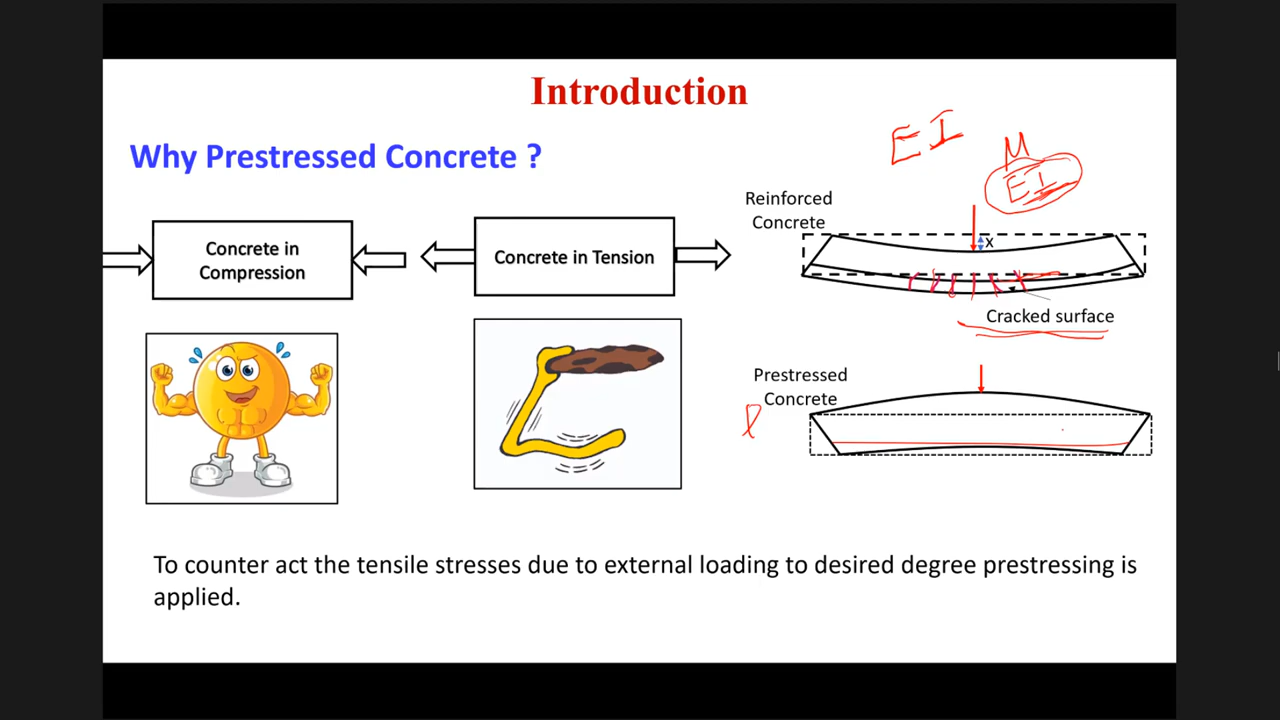 Introduction
Why Prestressed Concrete ?
EI
M
EI
Reinforced
Concrete
x
Concrete in
Compression
Concrete in Tension
Cracked surface
Prestressed
Concrete
To counter act the tensile stresses due to external loading to desired degree prestressing is
applied.